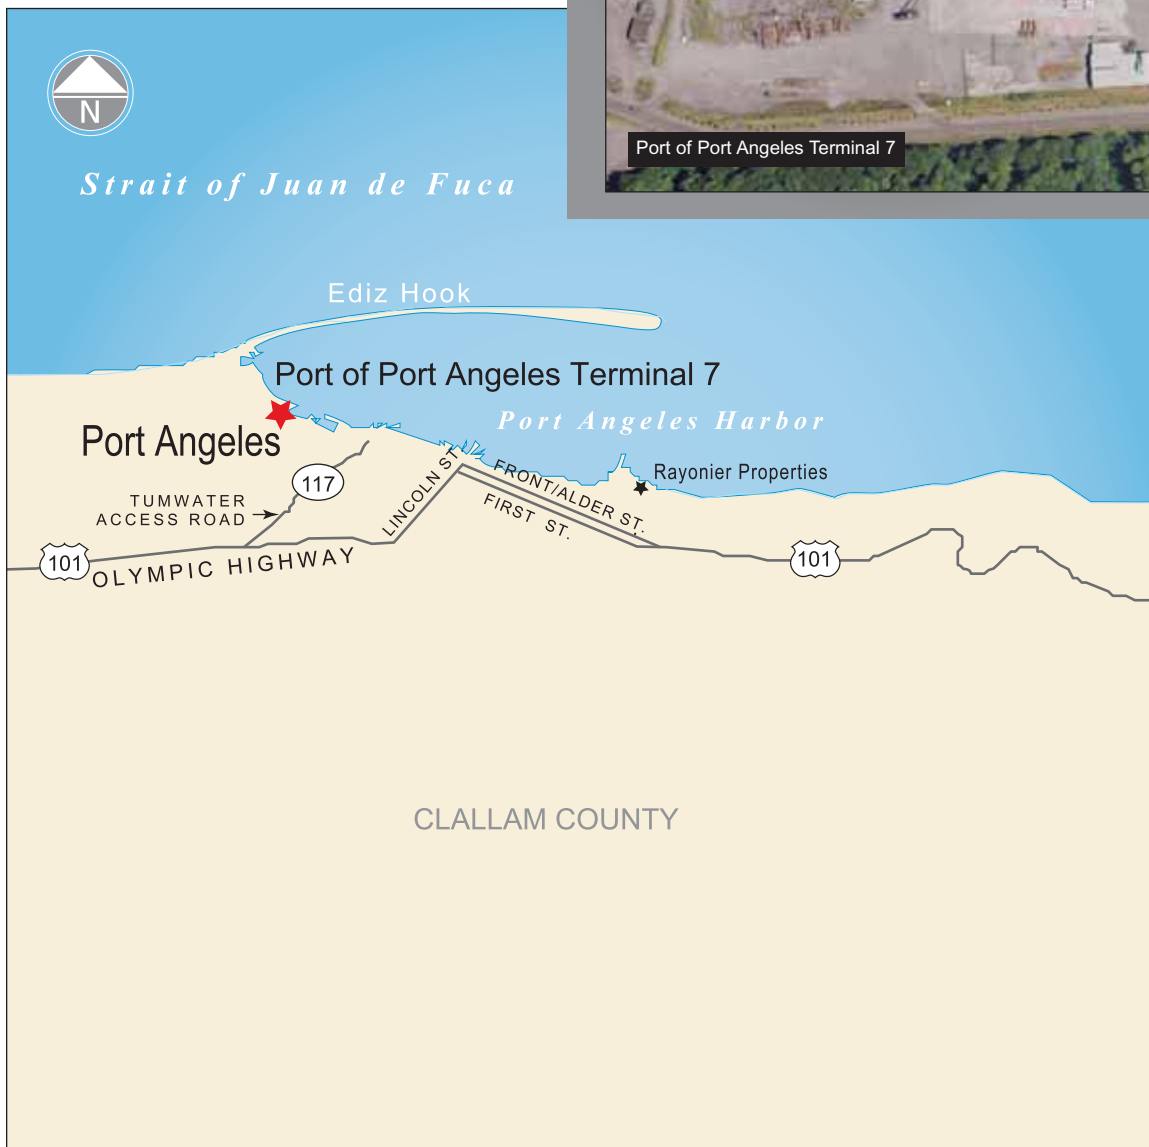 Port of Port Angeles Terminal 7
N
Strait of Juan de Fuca
Ediz Hook
Port of Port Angeles Terminal 7
Port Angeles Harbor
Port Angeles
Rayonier Properties
117
TUMWATER
ACCESS ROAD
LINCOLN ST.
FRONT/ALDER ST.
FIRST ST.
101
OLYMPIC HIGHWAY
101
CLALLAM COUNTY